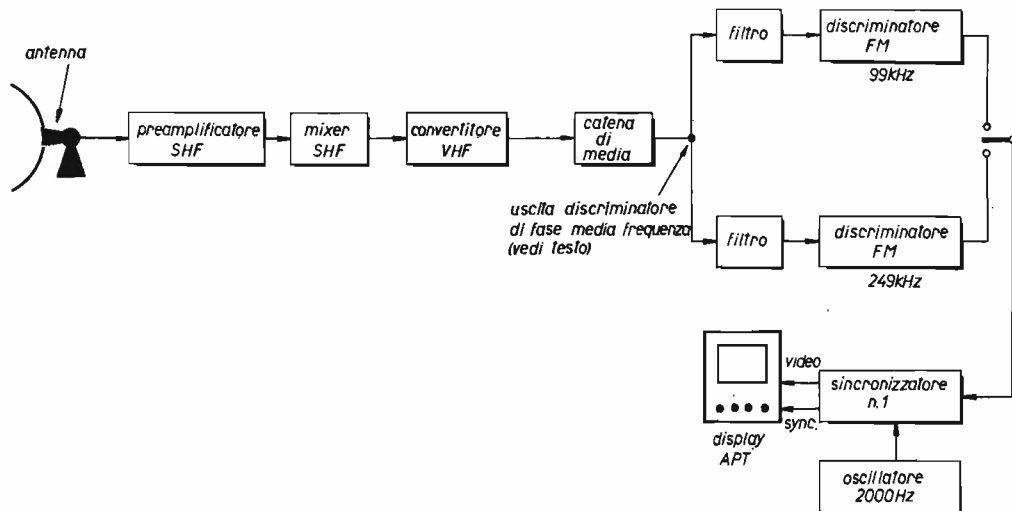 antenna
preamplificatore
SHF
mixer
SHF
convertitore
VHF
catena
di
media
uscita discriminatore
di fase media frequenza
(vedi testo)
filtro
discriminatore
FM
99kHz
filtro
discriminatore
FM
249kHz
video
sync.
display
APT
sincronizzatore
n.1
oscillatore
2000Hz